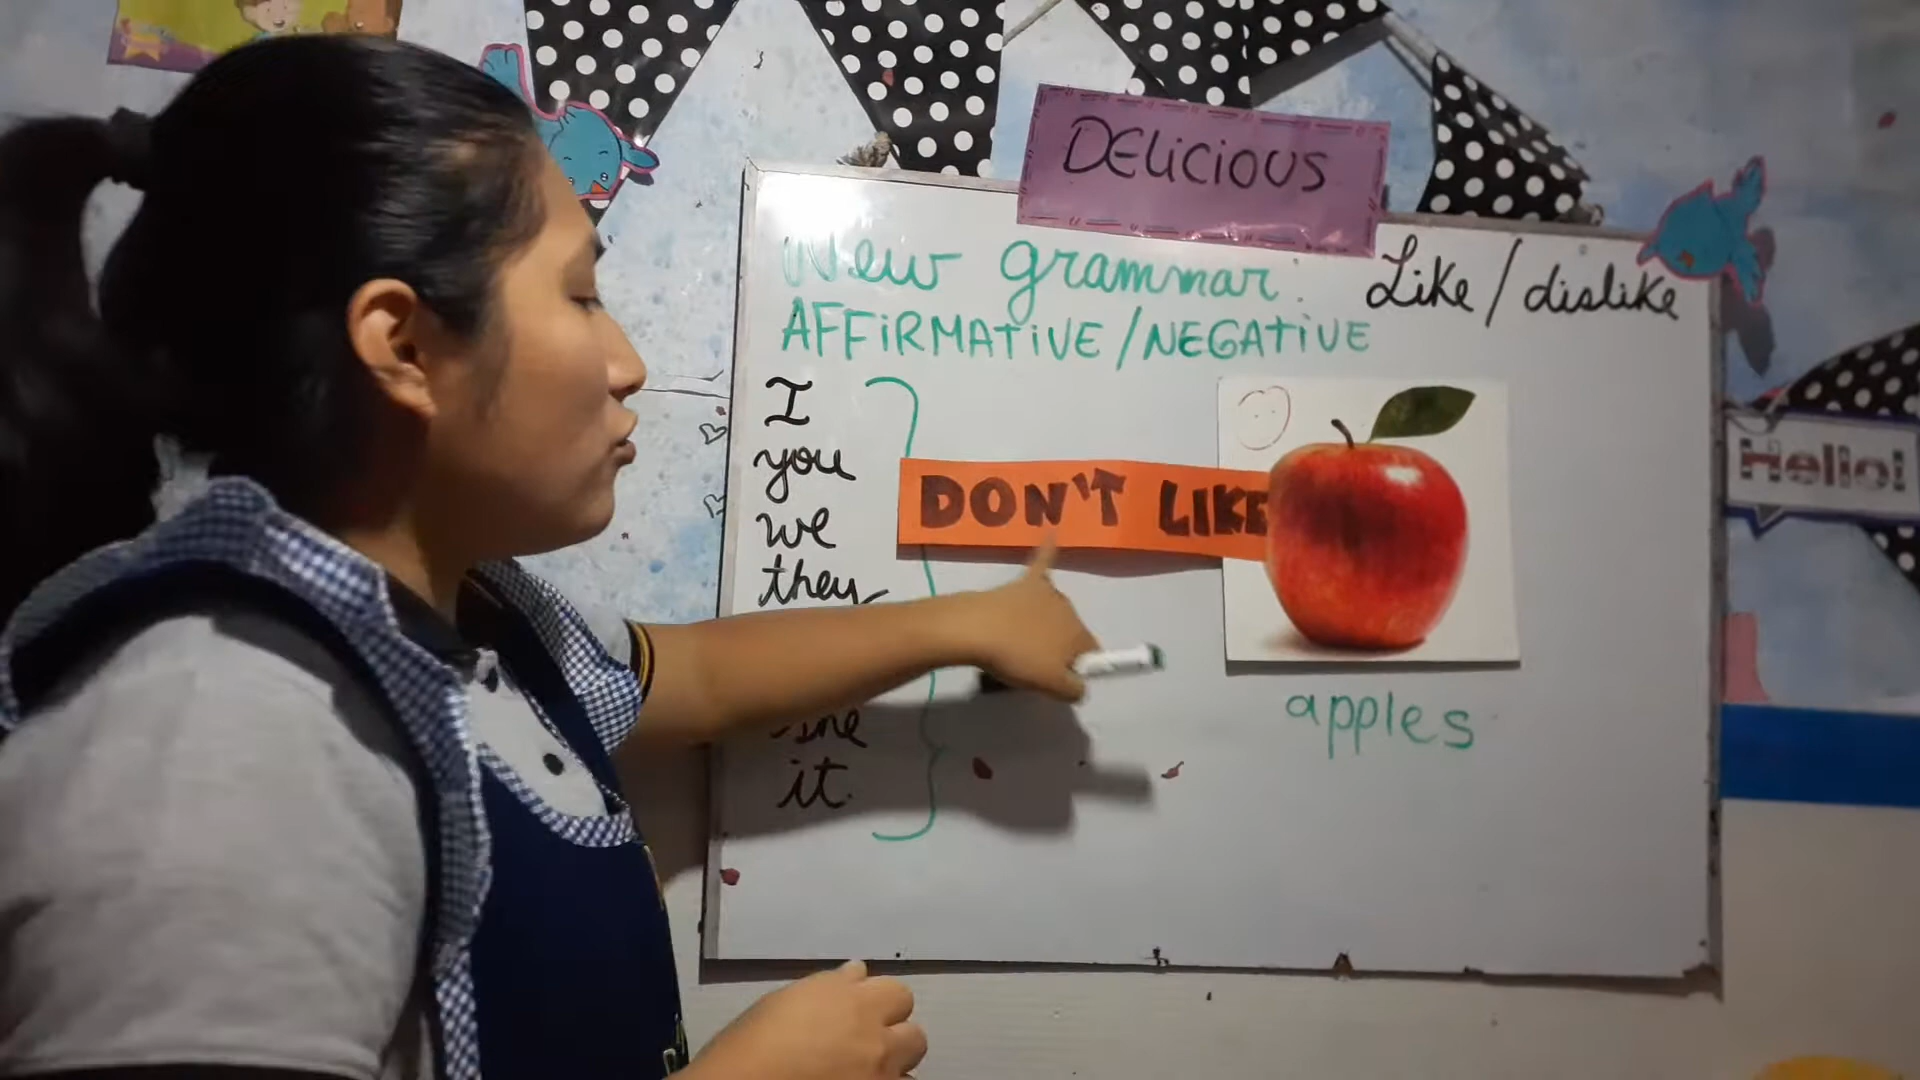 DELiCiOUS
New grammar:
Like / dislike
AFFiRMATiVE / NEGATiVE
I
you
we
they
it.
DON'T LIKE
apples
Hello!